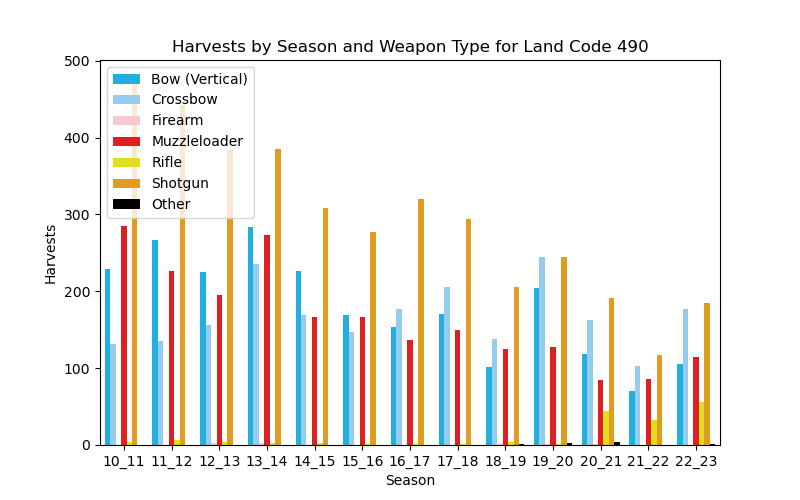 Harvests by Season and Weapon Type for Land Code 490
500
400
300
200
100
0
Harvests
Bow (Vertical)
Crossbow
Firearm
Muzzleloader
Rifle
Shotgun
Other
10_11 11_12 12_13 13_14 14_15 15_16 16_17 17_18 18_19 19_20 20_21 21_22 22_23
Season